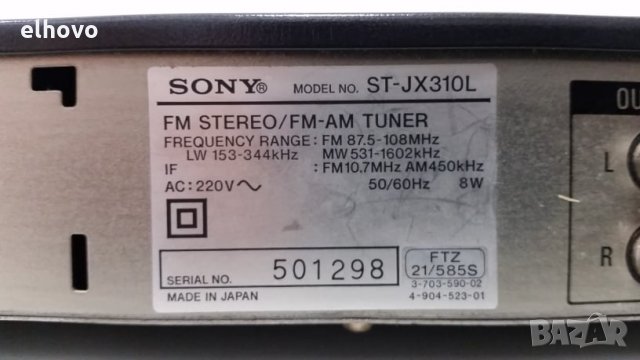 elhovo
SONY® MODEL NO. ST-JX310L
FM STEREO/FM-AM TUNER
FREQUENCY RANGE: FM 87.5-108MHz
LW 153-344kHz MW 531-1602kHz
IF : FM10.7MHz AM450kHz
AC: 220V~ 50/60Hz 8W
SERIAL NO. 501298
FTZ
21/585S
MADE IN JAPAN
3-703-590-02
4-904-523-01
OU
L
R
BAZAR